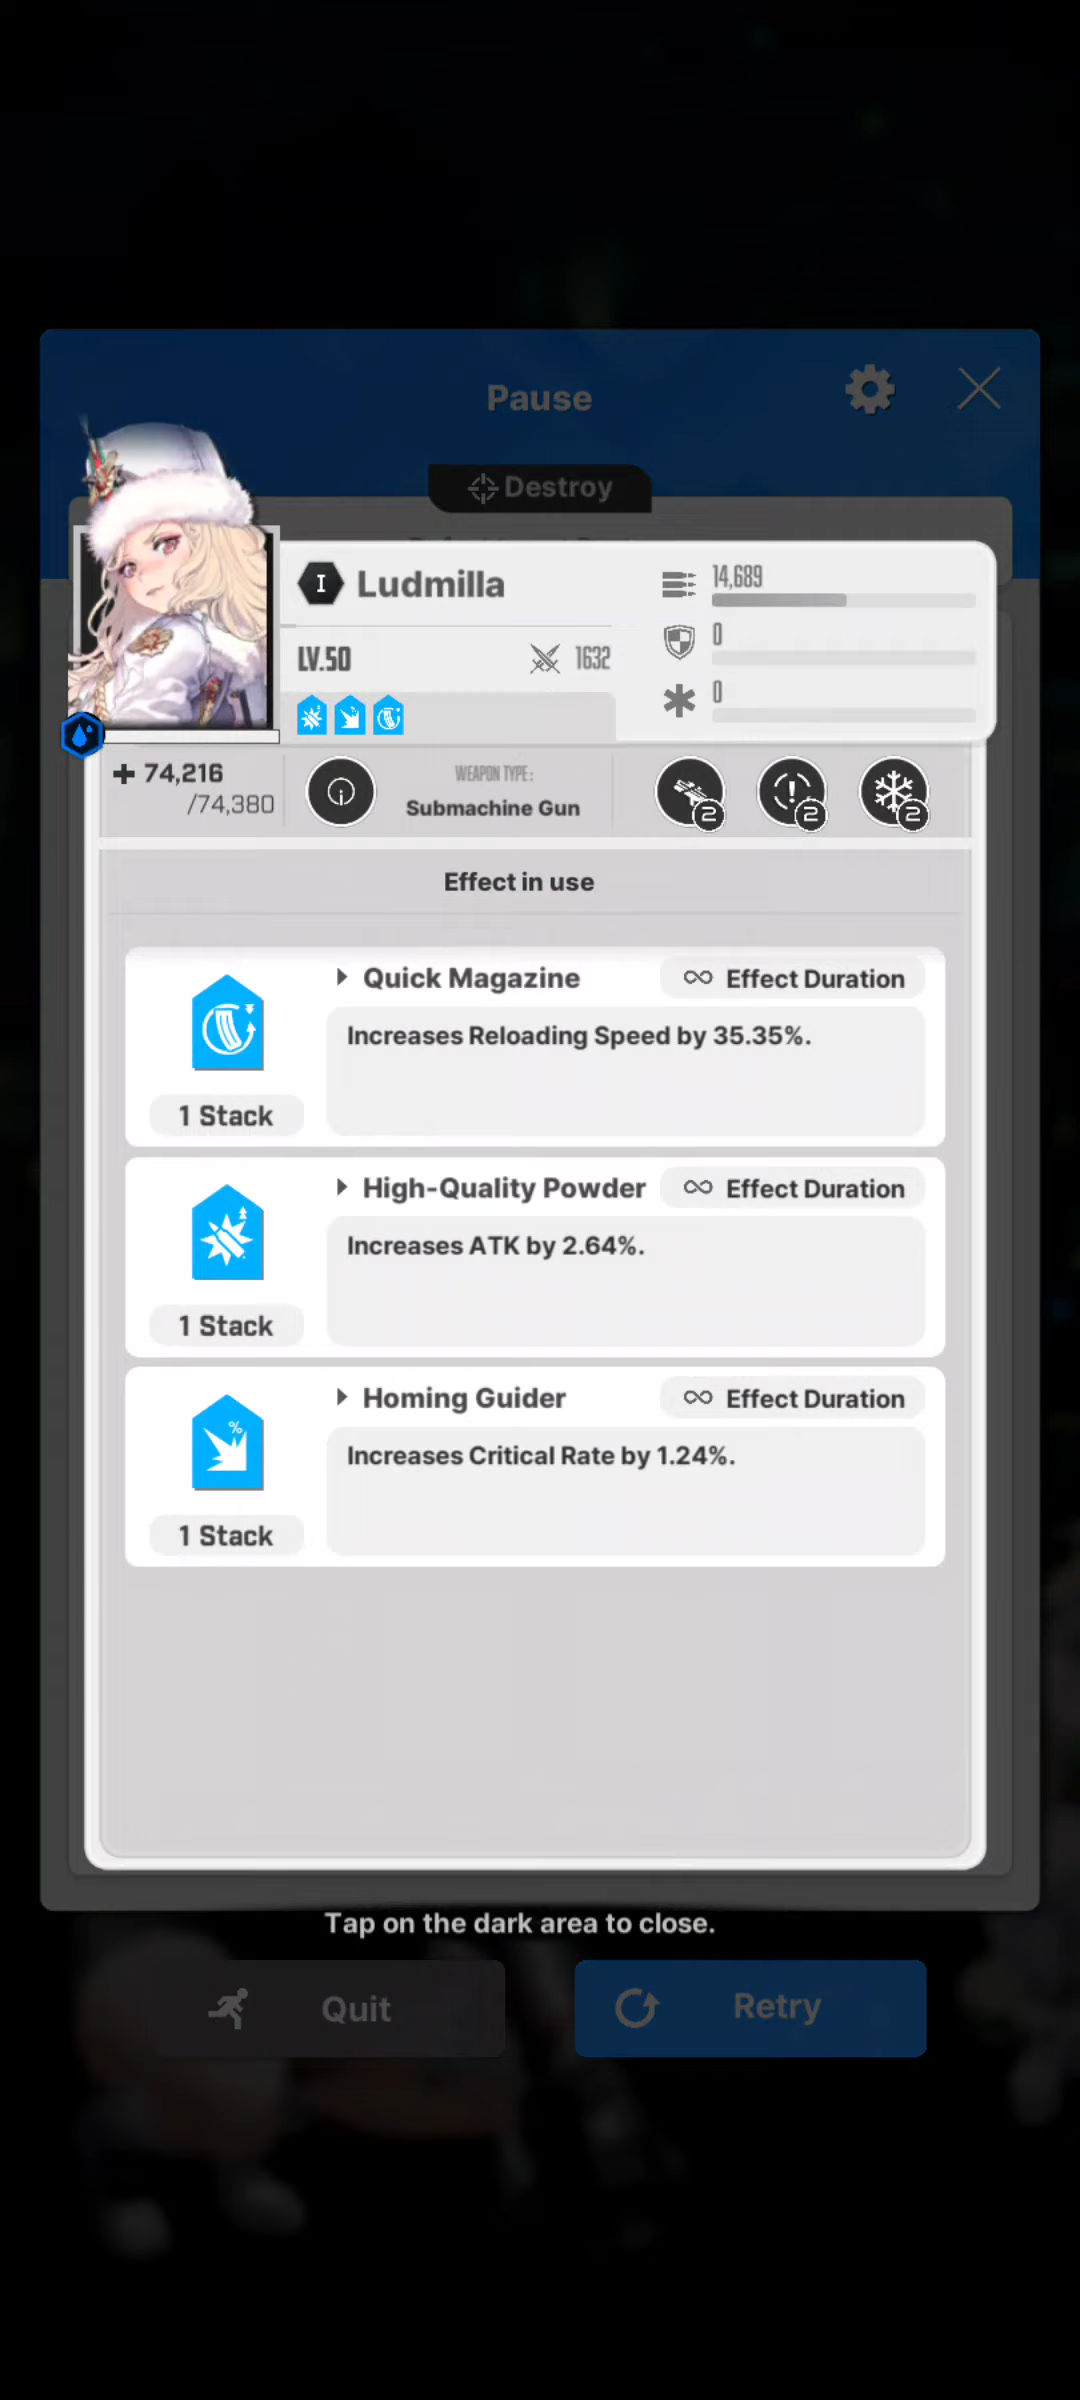 Pause
Destroy
I Ludmilla
14,689
0
LV.50
1632
0
+ 74,216
/74,380
WEAPON TYPE :
Submachine Gun
2
2
2
Effect in use
Quick Magazine
∞ Effect Duration
Increases Reloading Speed by 35.35%.
1 Stack
High-Quality Powder
∞ Effect Duration
Increases ATK by 2.64%.
1 Stack
Homing Guider
∞ Effect Duration
%
Increases Critical Rate by 1.24%.
1 Stack
Tap on the dark area to close.
Quit
Retry